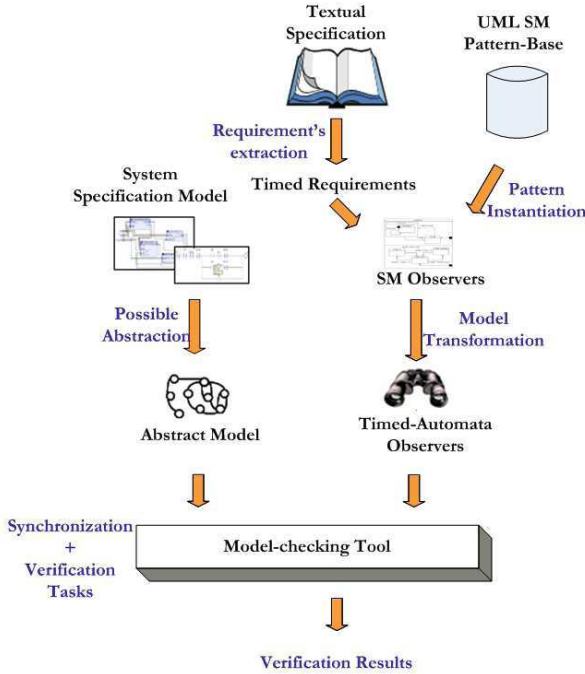 Textual
Specification
UML SM
Pattern-Base
Requirement's
extraction
System
Specification Model
Timed Requirements
Pattern
Instantiation
SM Observers
Possible
Abstraction
Model
Transformation
Abstract Model
Timed-Automata
Observers
Synchronization
+
Verification
Tasks
Model-checking Tool
Verification Results